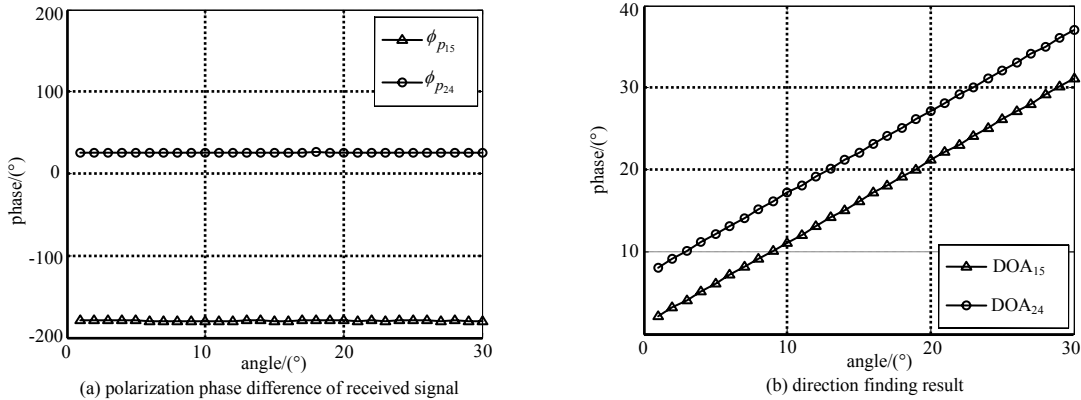 200
100
0
-100
-200
phase/(°)
ϕp15
ϕp24
0
10
20
30
angle/(°)
(a) polarization phase difference of received signal
40
30
20
10
phase/(°)
DOA15
DOA24
0
10
20
30
angle/(°)
(b) direction finding result